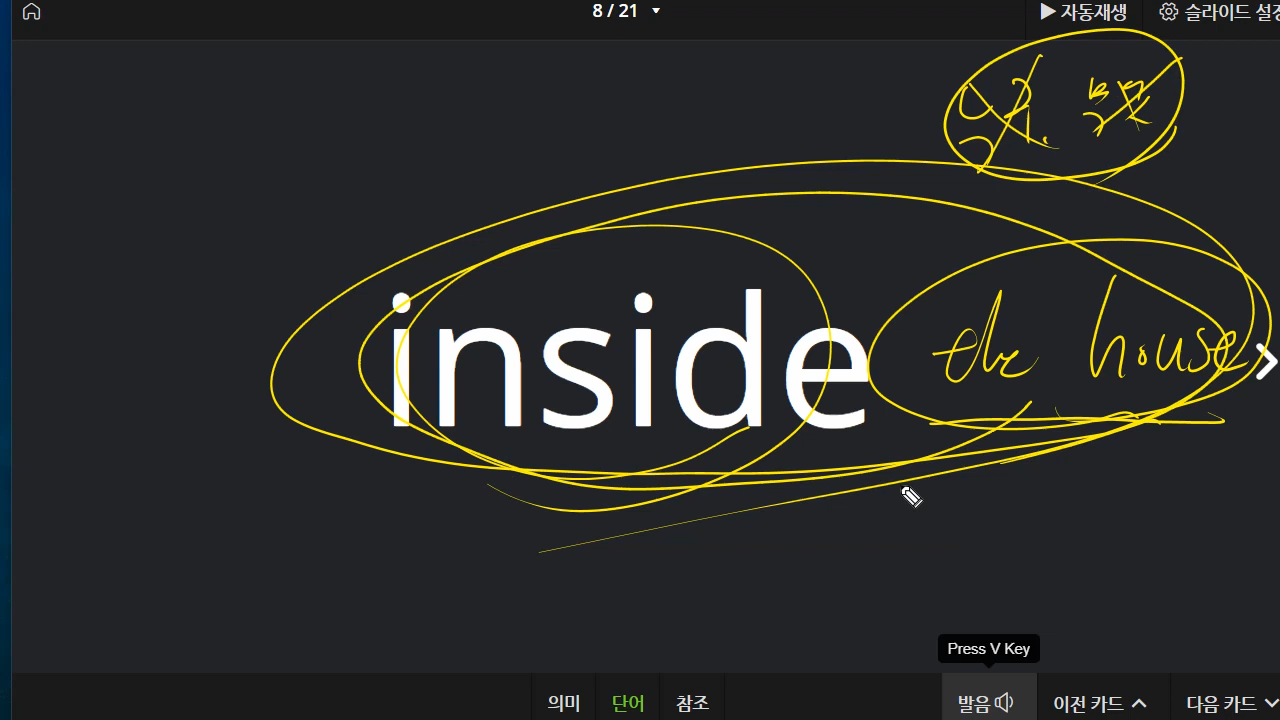 8 / 21
자동재생
슬라이드 설정
inside
the house
Press V Key
의미
단어
참조
발음
이전 카드
다음 카드